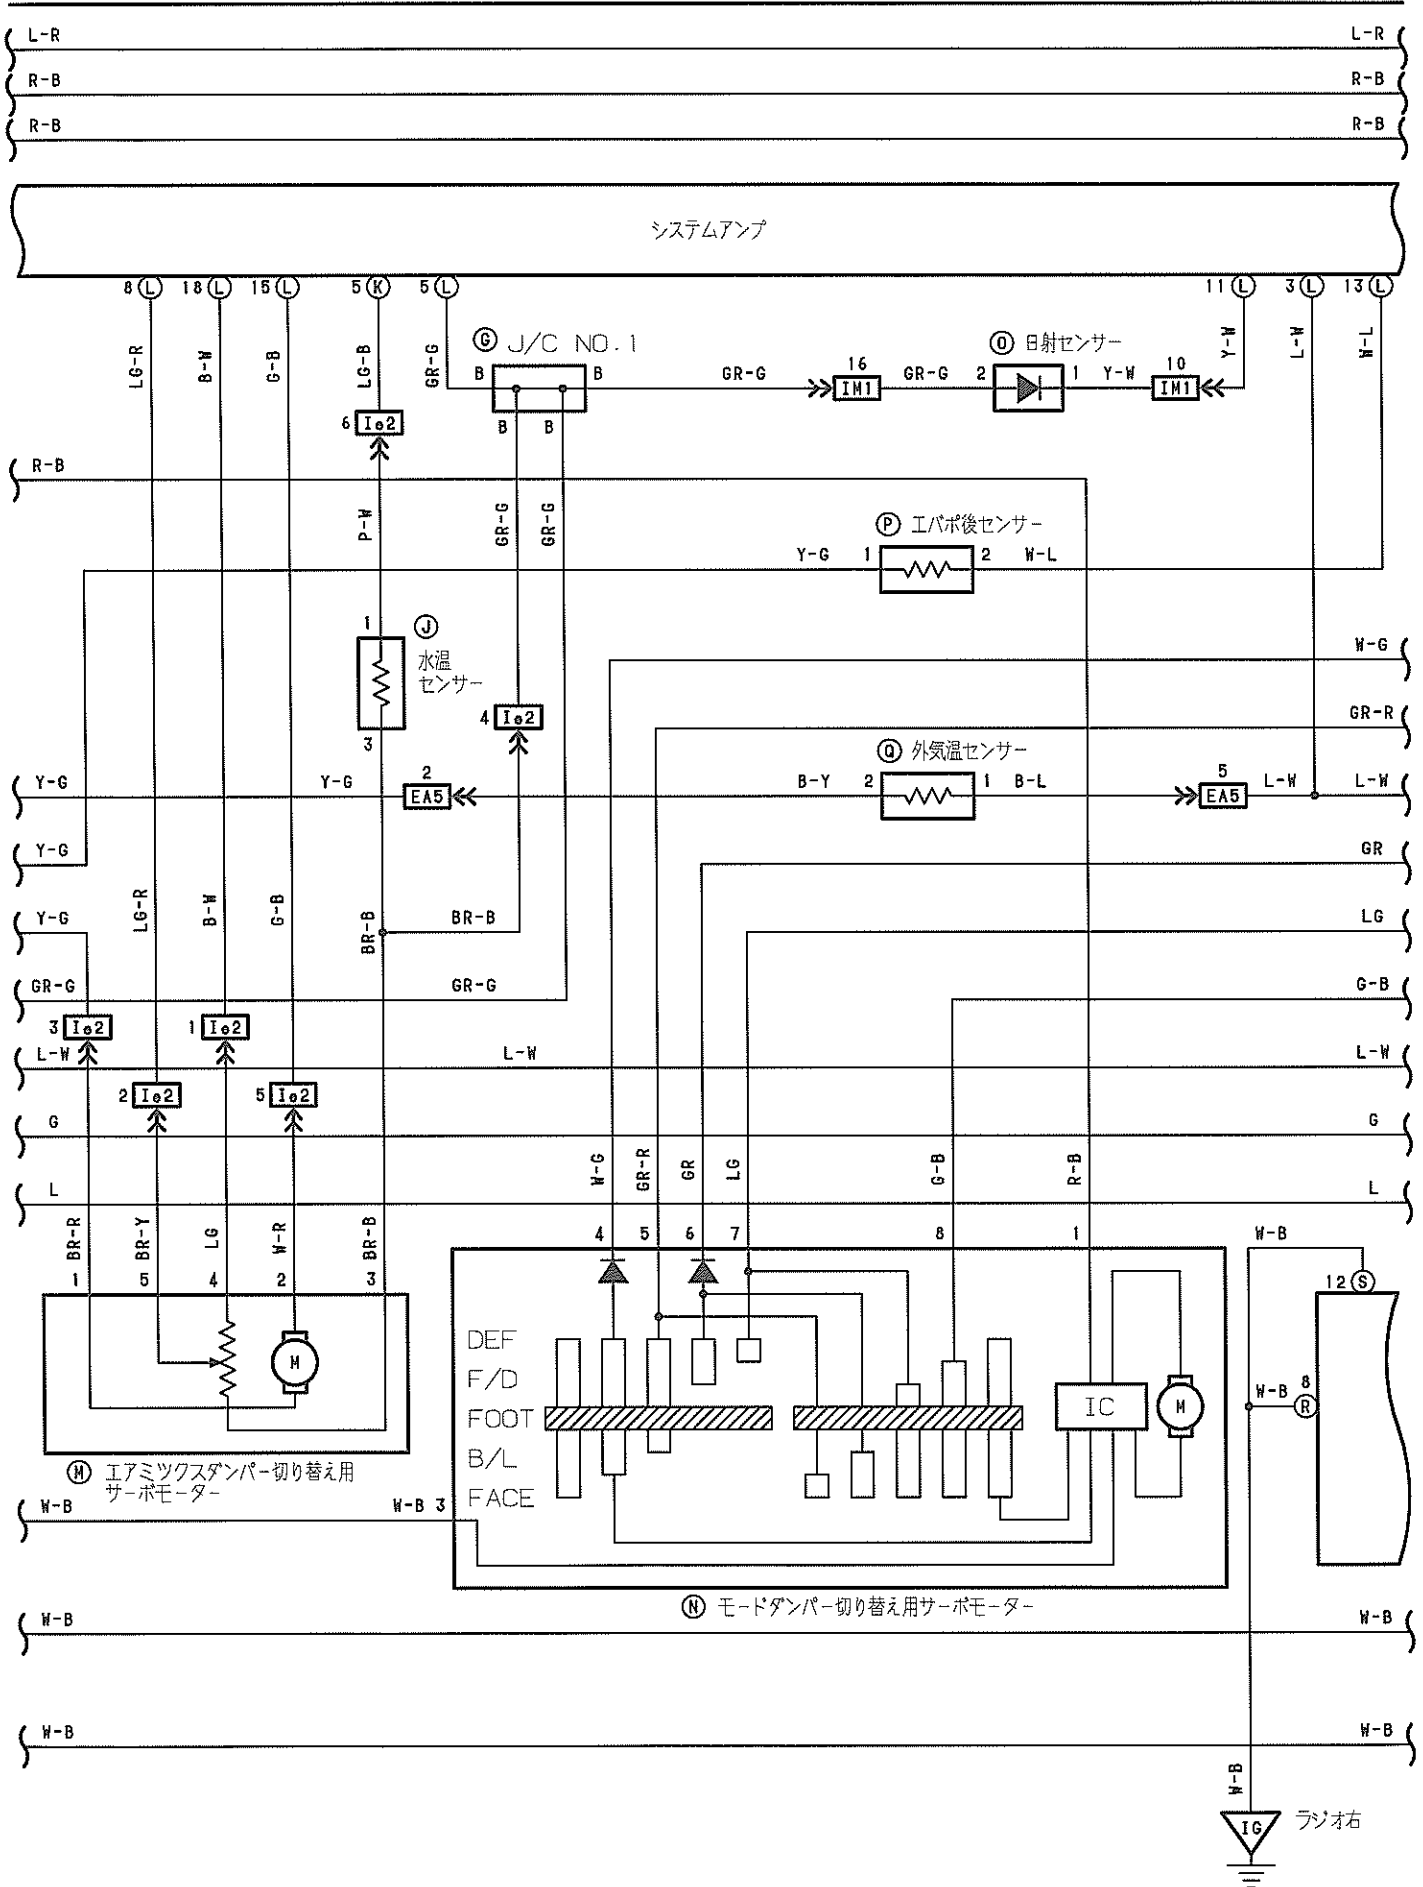 L-R L-R
R-B R-B
R-B R-B
システムアンプ
8 L 18 L 15 L 5 K 5 L 11 L 3 L 13 L
LG-R B-W G-B LG-B GR-G Y-W L-W W-L
G J/C NO.1
O 日射センサー
B B GR-G 16 IM1 GR-G 2 1 Y-W 10 IM1
6 Ie2 B B
R-B
P-W GR-G GR-G
P エバポ後センサー
Y-G 1 2 W-L
1 J
水温
センサー
3
W-G
4 Ie2 GR-R
Q 外気温センサー
Y-G Y-G 2 EA5 B-Y 2 1 B-L 5 EA5 L-W L-W
Y-G GR
LG-R B-W G-B
Y-G BR-B BR-B LG
GR-G GR-G G-B
3 Ie2 1 Ie2
L-W L-W L-W
2 Ie2 5 Ie2
G G
W-G GR-R GR LG G-B R-B
L L
BR-R BR-Y LG W-R BR-B
4 5 6 7 8 1 W-B
1 5 4 2 3 12 S
M
DEF
F/D
FOOT
B/L
FACE
IC M
W-B 8 R
M エアミックスダンパー切り替え用
サーボモーター
W-B W-B 3
N モードダンパー切り替え用サーボモーター
W-B W-B
W-B W-B
W-B
IG ラジオ右